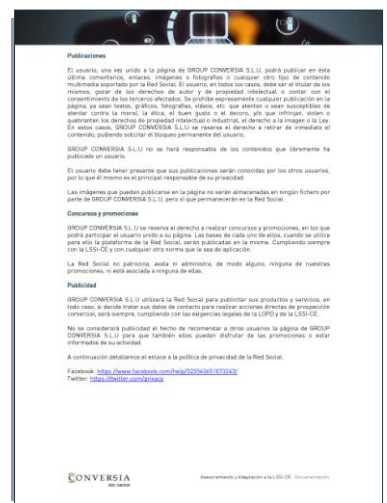 Publicaciones
El usuario, una vez unido a la página de GROUP CONVERSIA S.L.U, podrá publicar en ésta
última comentarios, enlaces, imágenes o fotografías o cualquier otro tipo de contenido
multimedia soportado por la Red Social. El usuario, en todos los casos, debe ser el titular de los
mismos, gozar de los derechos de autor y de propiedad intelectual o contar con el
consentimiento de los terceros afectados. Se prohíbe expresamente cualquier publicación en la
página, ya sean textos, gráficos, fotografías, vídeos, etc. que atenten o sean susceptibles de
atentar contra la moral, la ética, el buen gusto o el decoro, y/o que infrinjan, violen o
quebranten los derechos de propiedad intelectual o industrial, el derecho a la imagen o la Ley.
En estos casos, GROUP CONVERSIA S.L.U se reserva el derecho a retirar de inmediato el
contenido, pudiendo solicitar el bloqueo permanente del usuario.
GROUP CONVERSIA S.L.U no se hará responsable de los contenidos que libremente ha
publicado un usuario.
El usuario debe tener presente que sus publicaciones serán conocidas por los otros usuarios,
por lo que él mismo es el principal responsable de su privacidad.
Las imágenes que puedan publicarse en la página no serán almacenadas en ningún fichero por
parte de GROUP CONVERSIA S.L.U, pero sí que permanecerán en la Red Social.
Concursos y promociones
GROUP CONVERSIA S.L.U se reserva el derecho a realizar concursos y promociones, en los que
podrá participar el usuario unido a su página. Las bases de cada uno de ellos, cuando se utilice
para ello la plataforma de la Red Social, serán publicadas en la misma. Cumpliendo siempre
con la LSSI-CE y con cualquier otra norma que le sea de aplicación.
La Red Social no patrocina, avala ni administra, de modo alguno, ninguna de nuestras
promociones, ni está asociada a ninguna de ellas.
Publicidad
GROUP CONVERSIA S.L.U utilizará la Red Social para publicitar sus productos y servicios, en
todo caso, si decide tratar tus datos de contacto para realizar acciones directas de prospección
comercial, será siempre, cumpliendo con las exigencias legales de la LOPD y de la LSSI-CE.
No se considerará publicidad el hecho de recomendar a otros usuarios la página de GROUP
CONVERSIA S.L.U para que también ellos puedan disfrutar de las promociones o estar
informados de su actividad.
A continuación detallamos el enlace a la política de privacidad de la Red Social:
Facebook: https://www.facebook.com/help/323540651073243/
Twitter: https://twitter.com/privacy
CONVERSIA
Asesoramiento y Adaptación a la LSSI-CE - Documentación